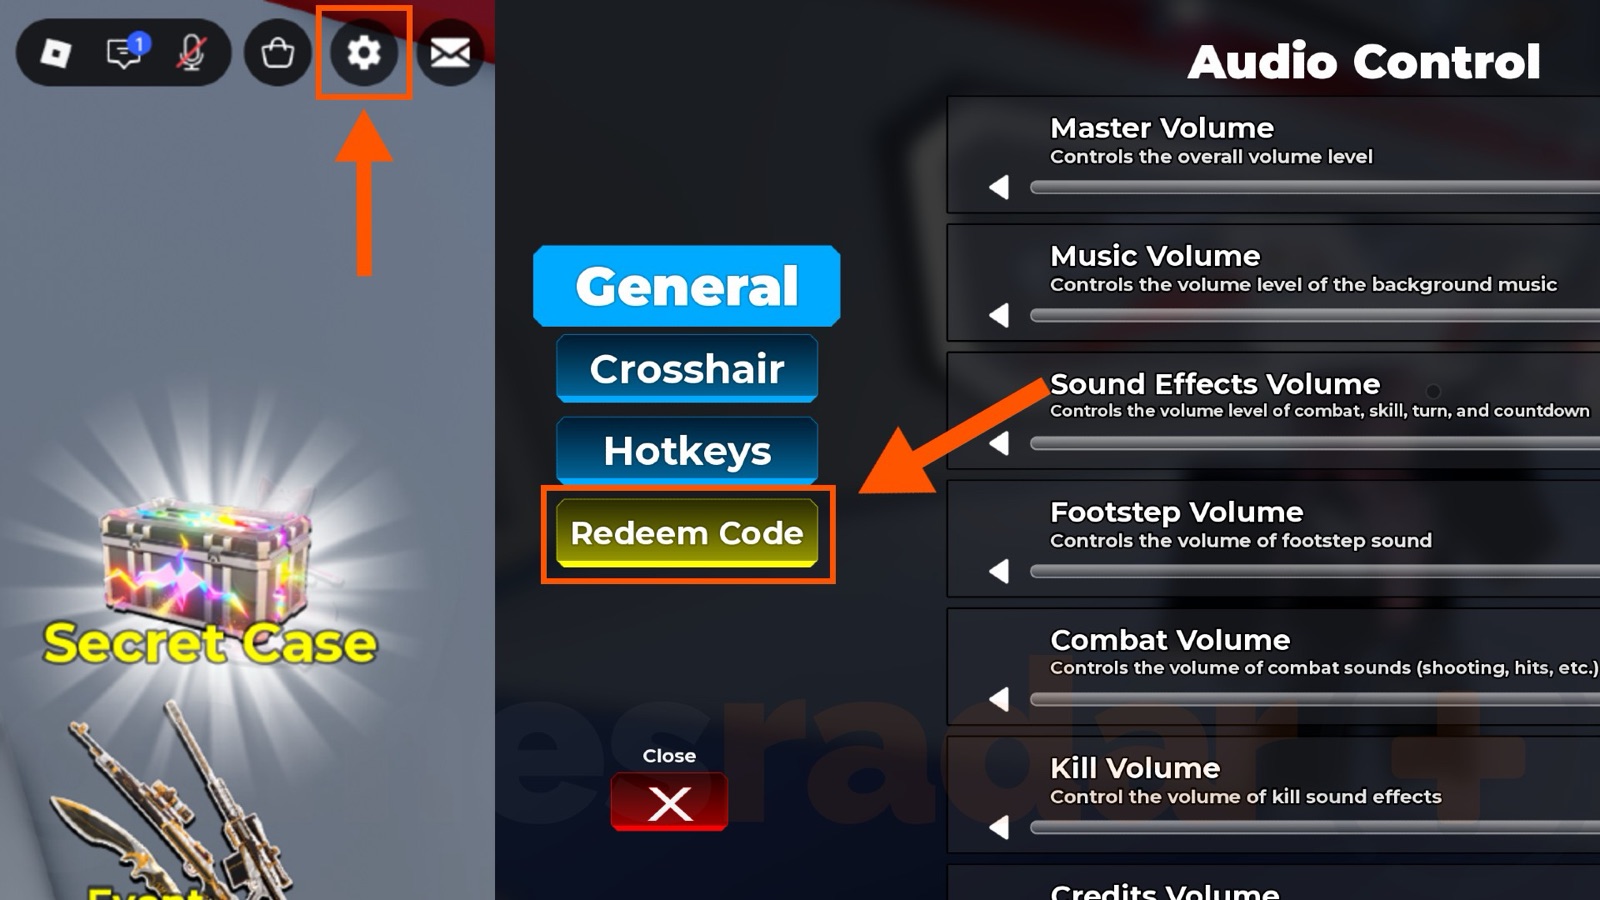 1
Secret Case
Event
General
Crosshair
Hotkeys
Redeem Code
Close
Audio Control
Master Volume
Controls the overall volume level
Music Volume
Controls the volume level of the background music
Sound Effects Volume
Controls the volume level of combat, skill, turn, and countdown
Footstep Volume
Controls the volume of footstep sound
Combat Volume
Controls the volume of combat sounds (shooting, hits, etc.)
Kill Volume
Control the volume of kill sound effects
Credits Volume
esradar+